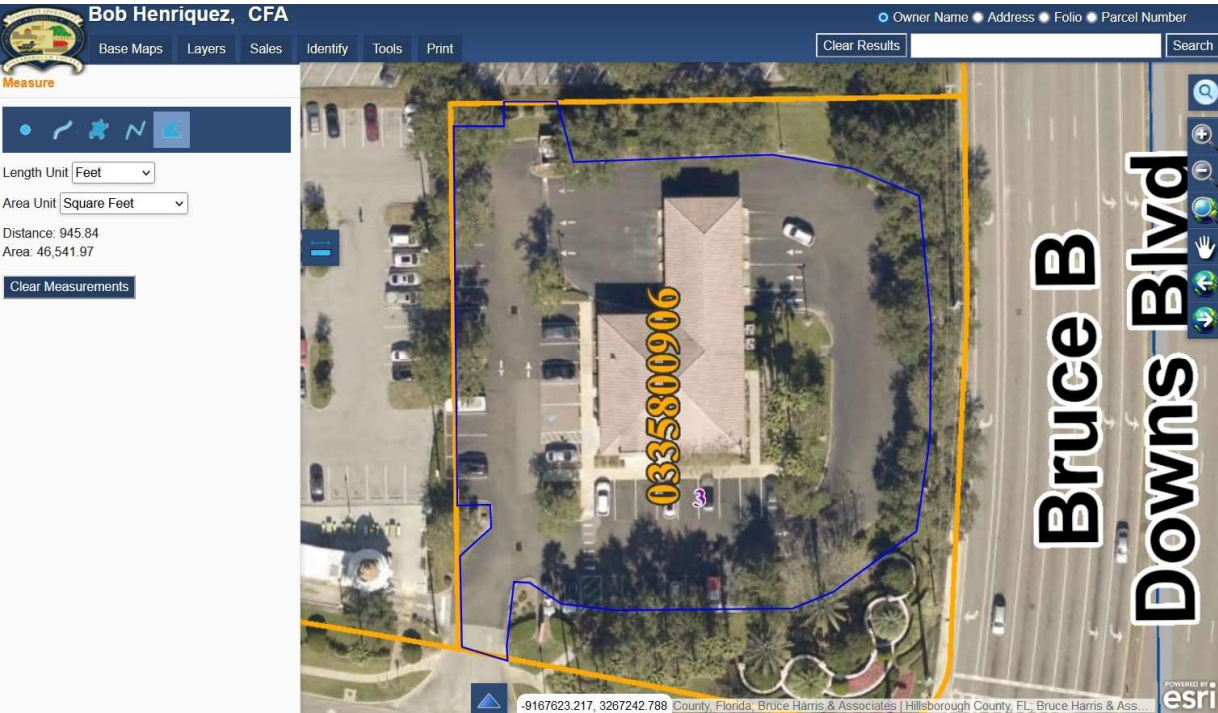 Bob Henriquez, CFA
Owner Name Address Folio Parcel Number
Base Maps Layers Sales Identify Tools Print
Clear Results Search
Measure
Length Unit Feet
Area Unit Square Feet
Distance: 945.84
Area: 46,541.97
Clear Measurements
0335800906
3
Bruce B
Downs Blvd
-9167623.217, 3267242.788
County, Florida; Bruce Harris & Associates | Hillsborough County, FL; Bruce Harris & Ass...
POWERED BY
esri